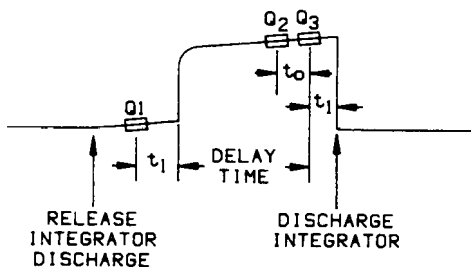 Q2 Q3
t0
Q1
t1
t1
DELAY
TIME
RELEASE
INTEGRATOR
DISCHARGE
DISCHARGE
INTEGRATOR